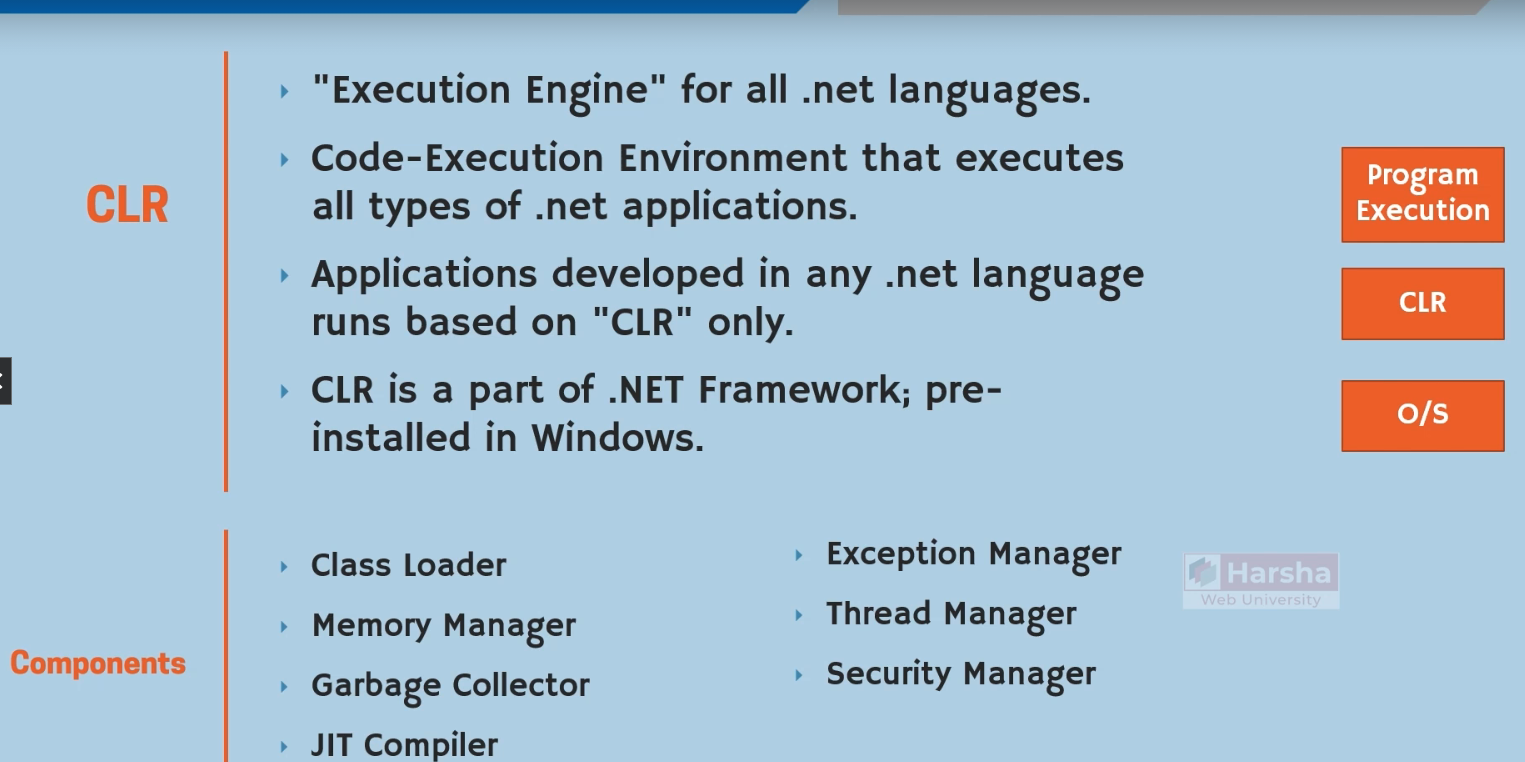 CLR
"Execution Engine" for all .net languages.
Code-Execution Environment that executes
all types of .net applications.
Applications developed in any .net language
runs based on "CLR" only.
CLR is a part of .NET Framework; pre-
installed in Windows.
Program
Execution
CLR
O/S
Components
Class Loader
Memory Manager
Garbage Collector
JIT Compiler
Exception Manager
Thread Manager
Security Manager
Harsha
Web University